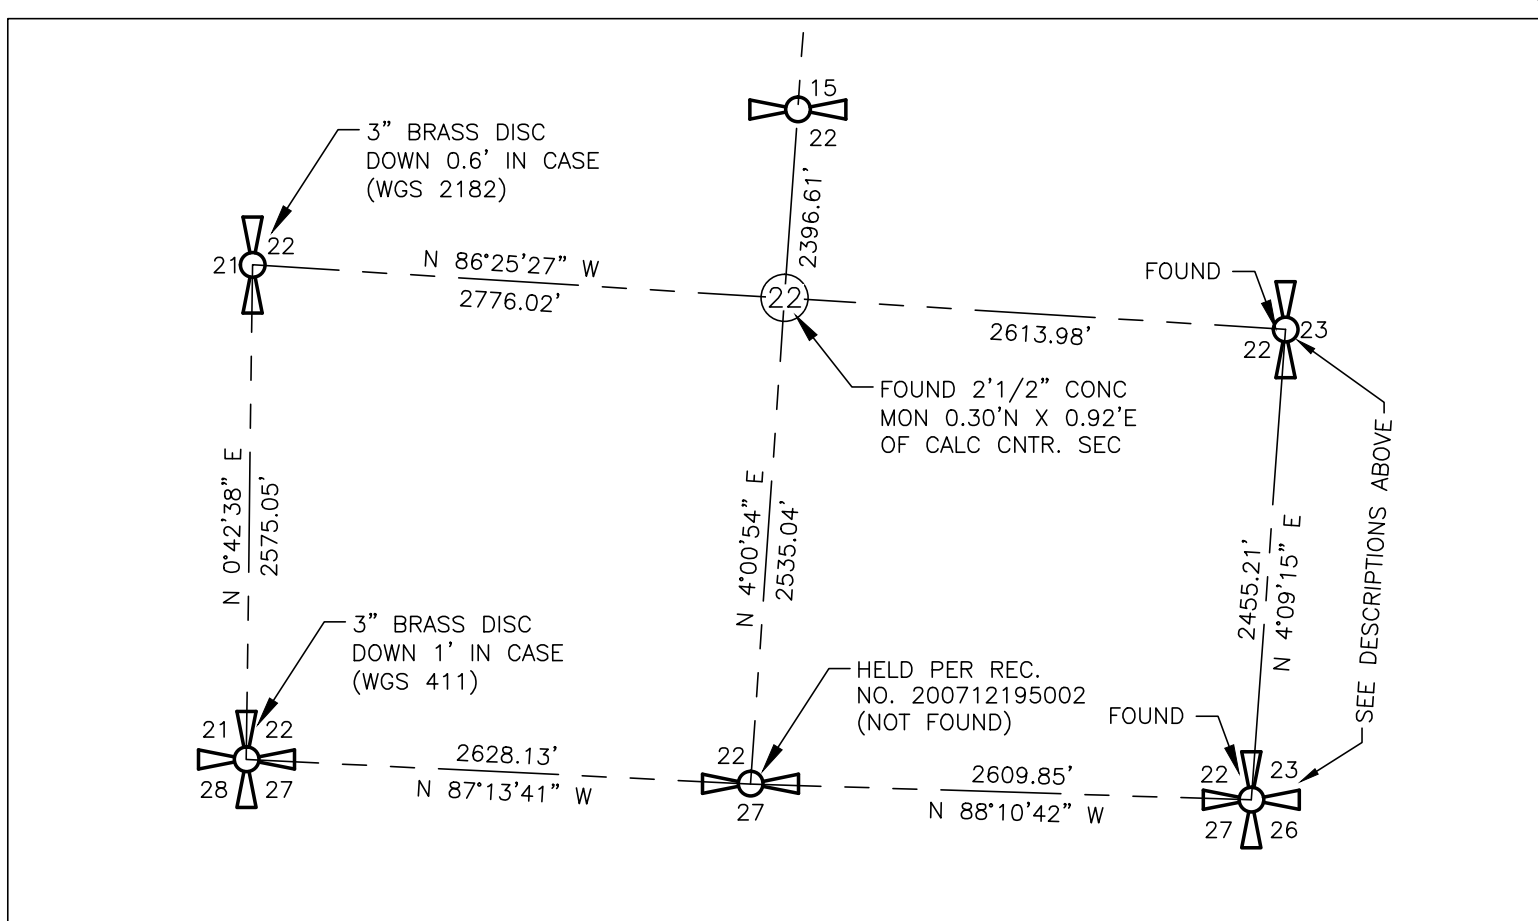 15
22
3" BRASS DISC
DOWN 0.6' IN CASE
(WGS 2182)
2396.61'
21
22
N 86°25'27" W
2776.02'
22
2613.98'
FOUND
22
23
FOUND 2'1/2" CONC
MON 0.30'N X 0.92'E
OF CALC CNTR. SEC
N 0°42'38" E
2575.05'
N 4°00'54" E
2535.04'
2455.21'
N 4°09'15" E
SEE DESCRIPTIONS ABOVE
3" BRASS DISC
DOWN 1' IN CASE
(WGS 411)
HELD PER REC.
NO. 200712195002
(NOT FOUND)
FOUND
21
22
28
27
2628.13'
N 87°13'41" W
22
27
2609.85'
N 88°10'42" W
22
23
27
26